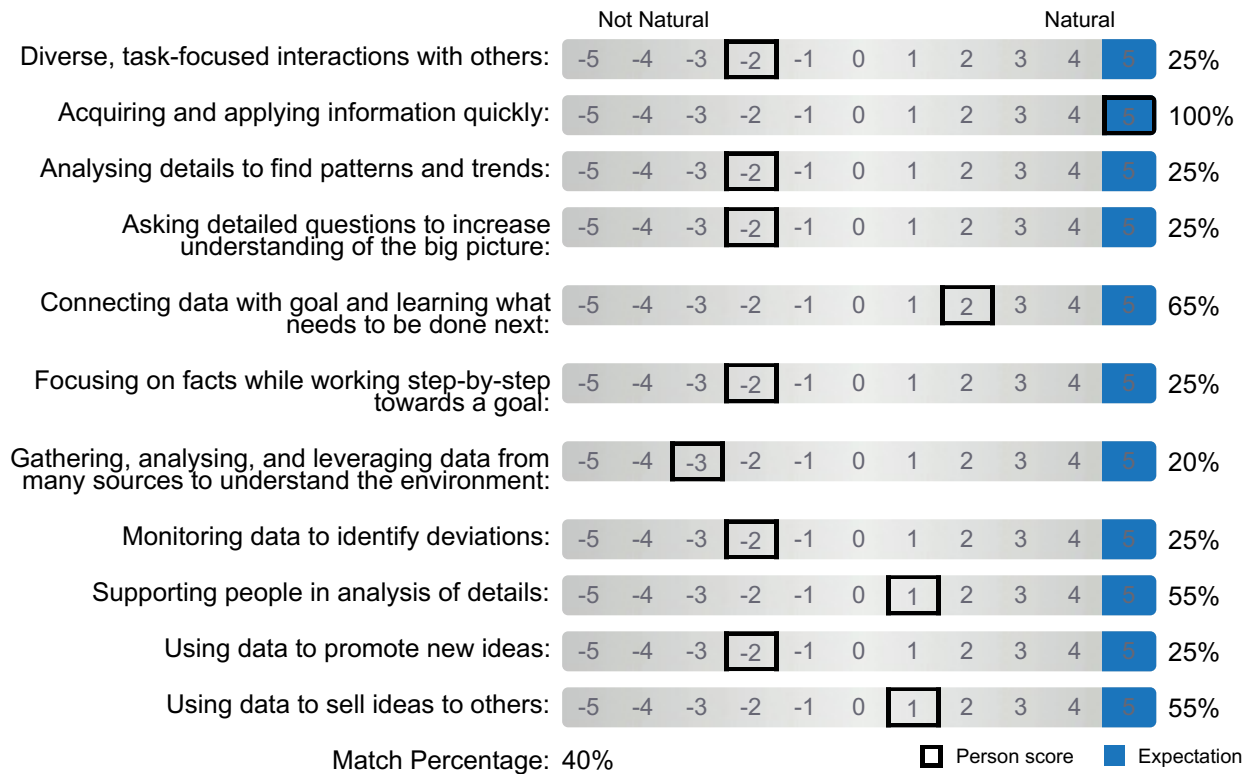 Not Natural Natural
Diverse, task-focused interactions with others: -5 -4 -3 -2 -1 0 1 2 3 4 5 25%
Acquiring and applying information quickly: -5 -4 -3 -2 -1 0 1 2 3 4 5 100%
Analysing details to find patterns and trends: -5 -4 -3 -2 -1 0 1 2 3 4 5 25%
Asking detailed questions to increase
understanding of the big picture: -5 -4 -3 -2 -1 0 1 2 3 4 5 25%
Connecting data with goal and learning what
needs to be done next: -5 -4 -3 -2 -1 0 1 2 3 4 5 65%
Focusing on facts while working step-by-step
towards a goal: -5 -4 -3 -2 -1 0 1 2 3 4 5 25%
Gathering, analysing, and leveraging data from
many sources to understand the environment: -5 -4 -3 -2 -1 0 1 2 3 4 5 20%
Monitoring data to identify deviations: -5 -4 -3 -2 -1 0 1 2 3 4 5 25%
Supporting people in analysis of details: -5 -4 -3 -2 -1 0 1 2 3 4 5 55%
Using data to promote new ideas: -5 -4 -3 -2 -1 0 1 2 3 4 5 25%
Using data to sell ideas to others: -5 -4 -3 -2 -1 0 1 2 3 4 5 55%
Match Percentage: 40% Person score Expectation